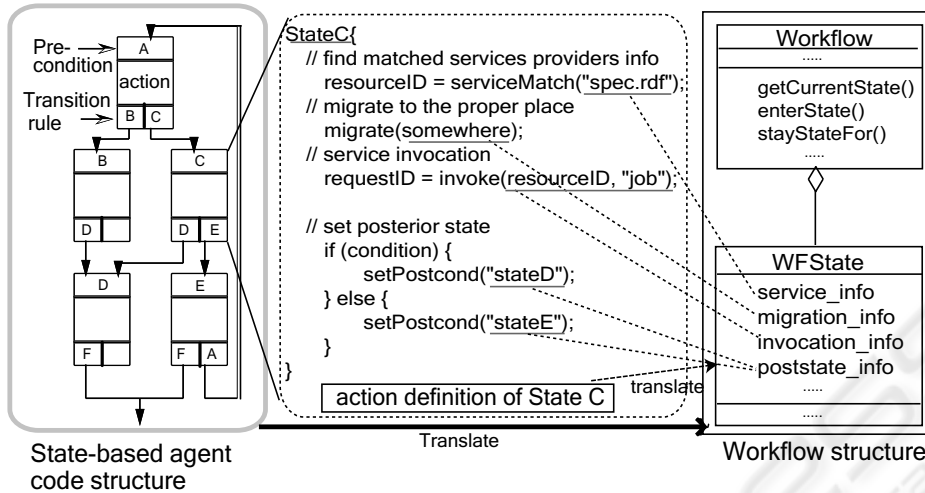 Pre-
condition
Transition
rule
A
action
B C
B
D
C
D E
D
F
E
F A
State-based agent
code structure
StateC{
// find matched services providers info
resourceID = serviceMatch("spec.rdf");
// migrate to the proper place
migrate(somewhere);
// service invocation
requestID = invoke(resourceID, "job");
// set posterior state
if (condition) {
setPostcond("stateD");
} else {
setPostcond("stateE");
}
}
action definition of State C
translate
Translate
Workflow
.....
getCurrentState()
enterState()
stayStateFor()
.....
WFState
service_info
migration_info
invocation_info
poststate_info
.....
.....
Workflow structure